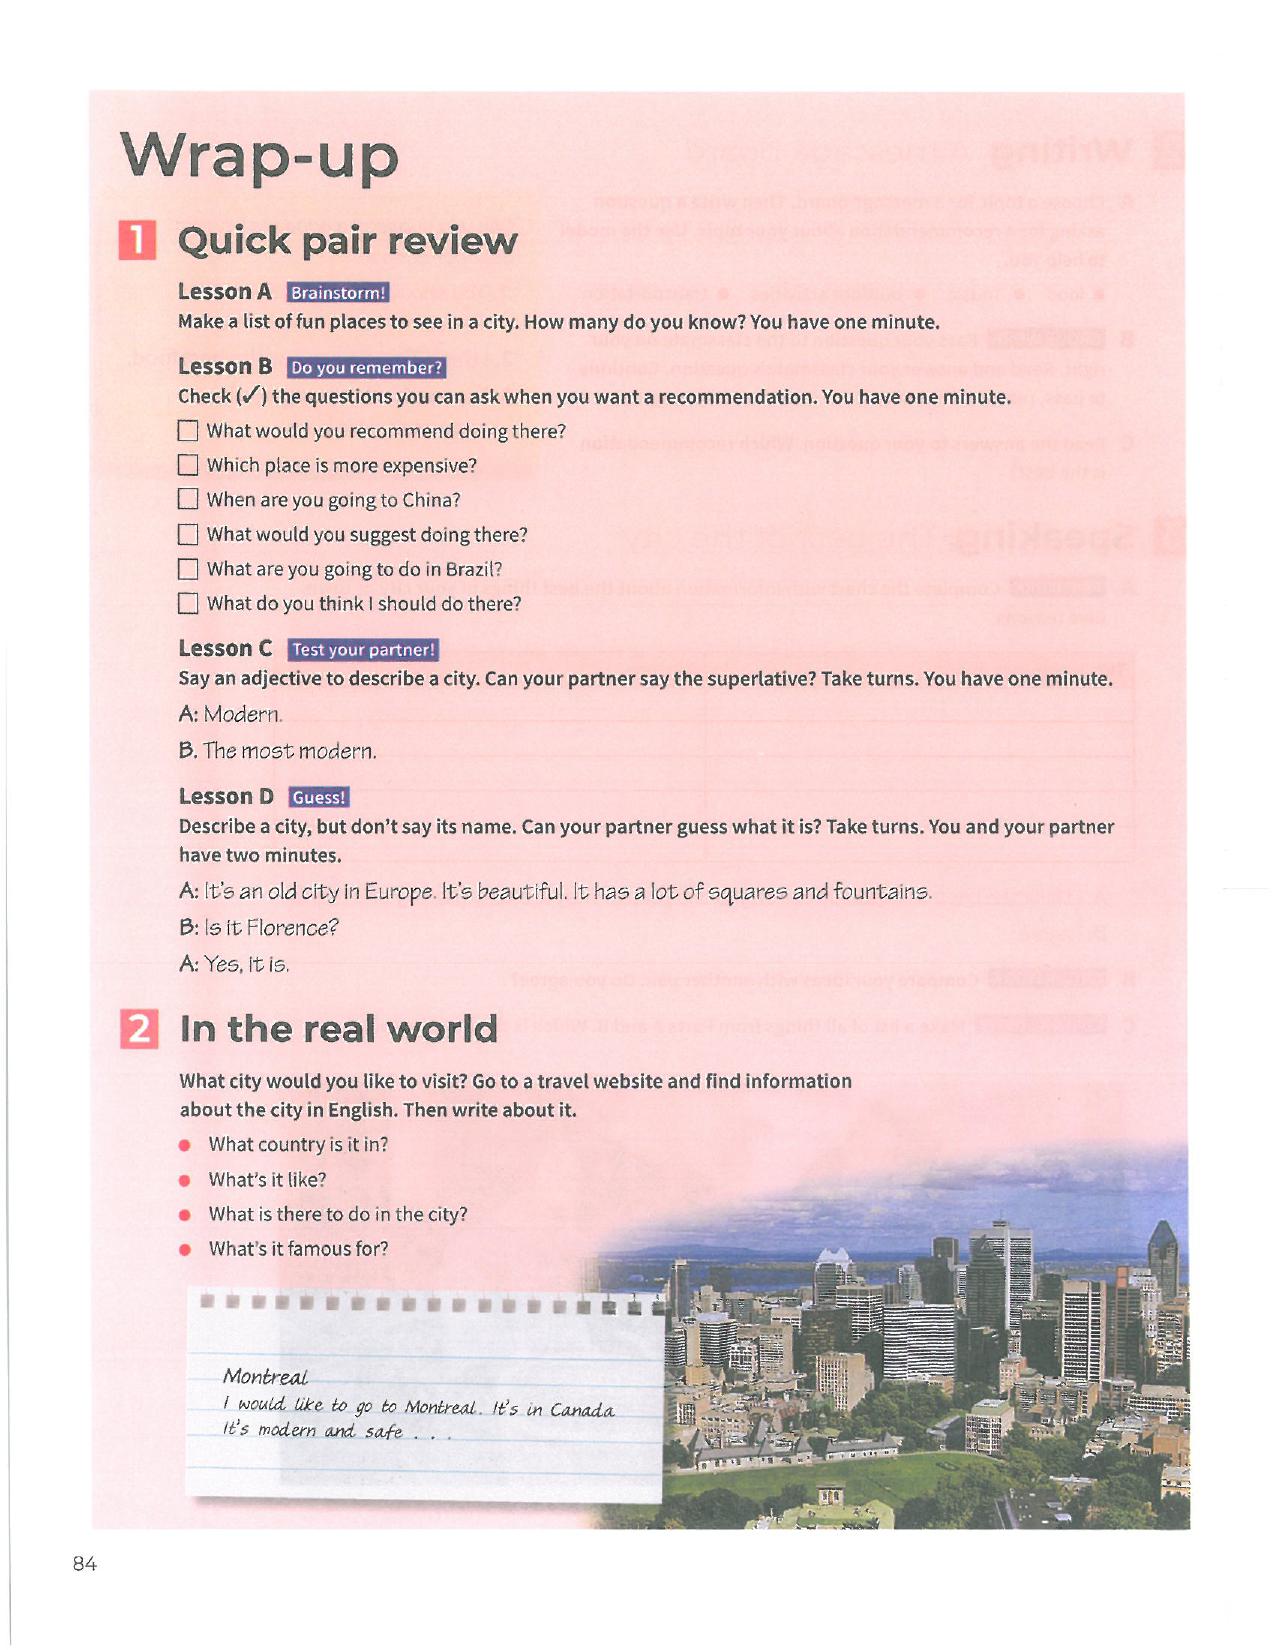 Wrap-up
1 Quick pair review
Lesson A Brainstorm!
Make a list of fun places to see in a city. How many do you know? You have one minute.
Lesson B Do you remember?
Check (✓) the questions you can ask when you want a recommendation. You have one minute.
☐ What would you recommend doing there?
☐ Which place is more expensive?
☐ When are you going to China?
☐ What would you suggest doing there?
☐ What are you going to do in Brazil?
☐ What do you think I should do there?
Lesson C Test your partner!
Say an adjective to describe a city. Can your partner say the superlative? Take turns. You have one minute.
A: Modern.
B. The most modern.
Lesson D Guess!
Describe a city, but don't say its name. Can your partner guess what it is? Take turns. You and your partner
have two minutes.
A: It's an old city in Europe. It's beautiful. It has a lot of squares and fountains.
B: Is it Florence?
A: Yes, it is.
2 In the real world
What city would you like to visit? Go to a travel website and find information
about the city in English. Then write about it.
• What country is it in?
• What's it like?
• What is there to do in the city?
• What's it famous for?
Montreal
I would like to go to Montreal. It's in Canada
It's modern and safe . . .
84